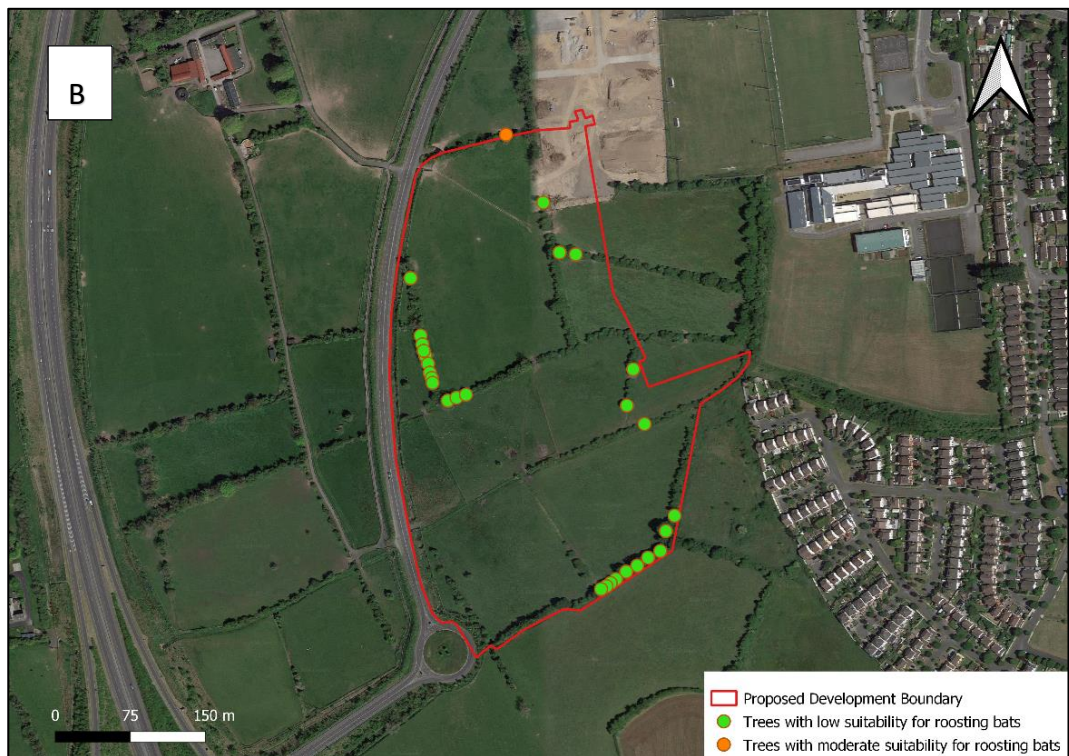 B
0 75 150 m
Proposed Development Boundary
Trees with low suitability for roosting bats
Trees with moderate suitability for roosting bats